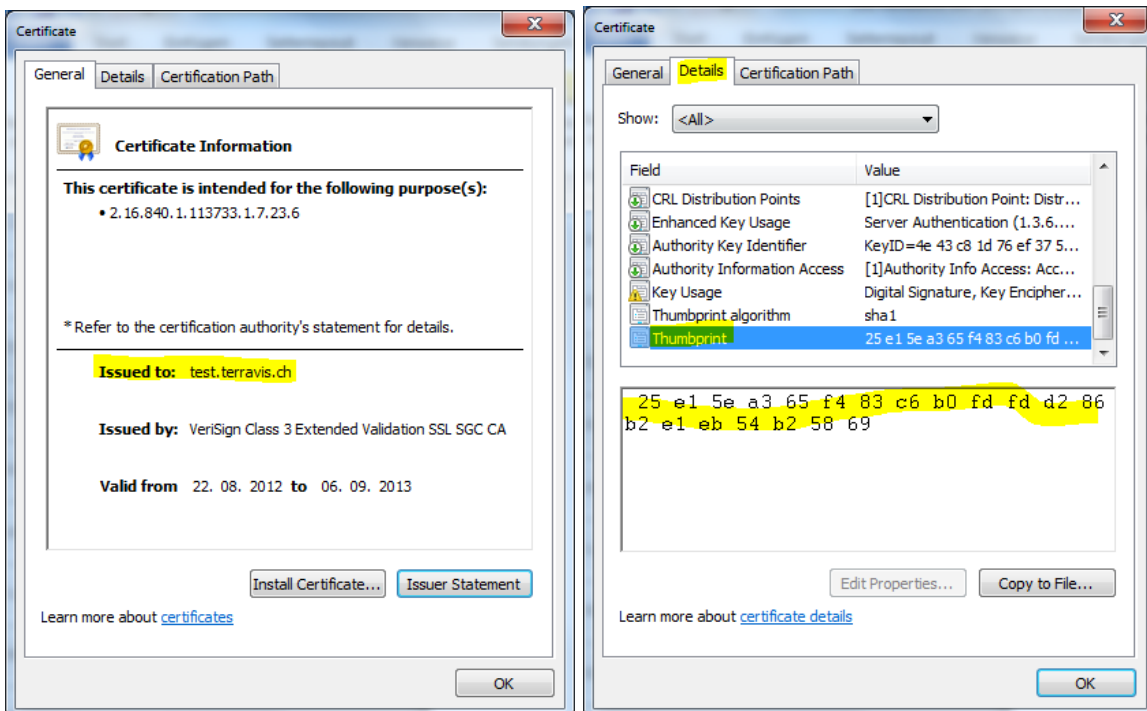 Certificate
General Details Certification Path
Certificate Information
This certificate is intended for the following purpose(s):
• 2.16.840.1.113733.1.7.23.6
* Refer to the certification authority's statement for details.
Issued to: test.terravis.ch
Issued by: VeriSign Class 3 Extended Validation SSL SGC CA
Valid from 22. 08. 2012 to 06. 09. 2013
Install Certificate... Issuer Statement
Learn more about certificates
OK
Certificate
General Details Certification Path
Show: <All>
Field Value
CRL Distribution Points [1]CRL Distribution Point: Distr...
Enhanced Key Usage Server Authentication (1.3.6....
Authority Key Identifier KeyID=4e 43 c8 1d 76 ef 37 5...
Authority Information Access [1]Authority Info Access: Acc...
Key Usage Digital Signature, Key Encipher...
Thumbprint algorithm sha1
Thumbprint 25 e1 5e a3 65 f4 83 c6 b0 fd ...
25 e1 5e a3 65 f4 83 c6 b0 fd fd d2 86
b2 e1 eb 54 b2 58 69
Edit Properties... Copy to File...
Learn more about certificate details
OK